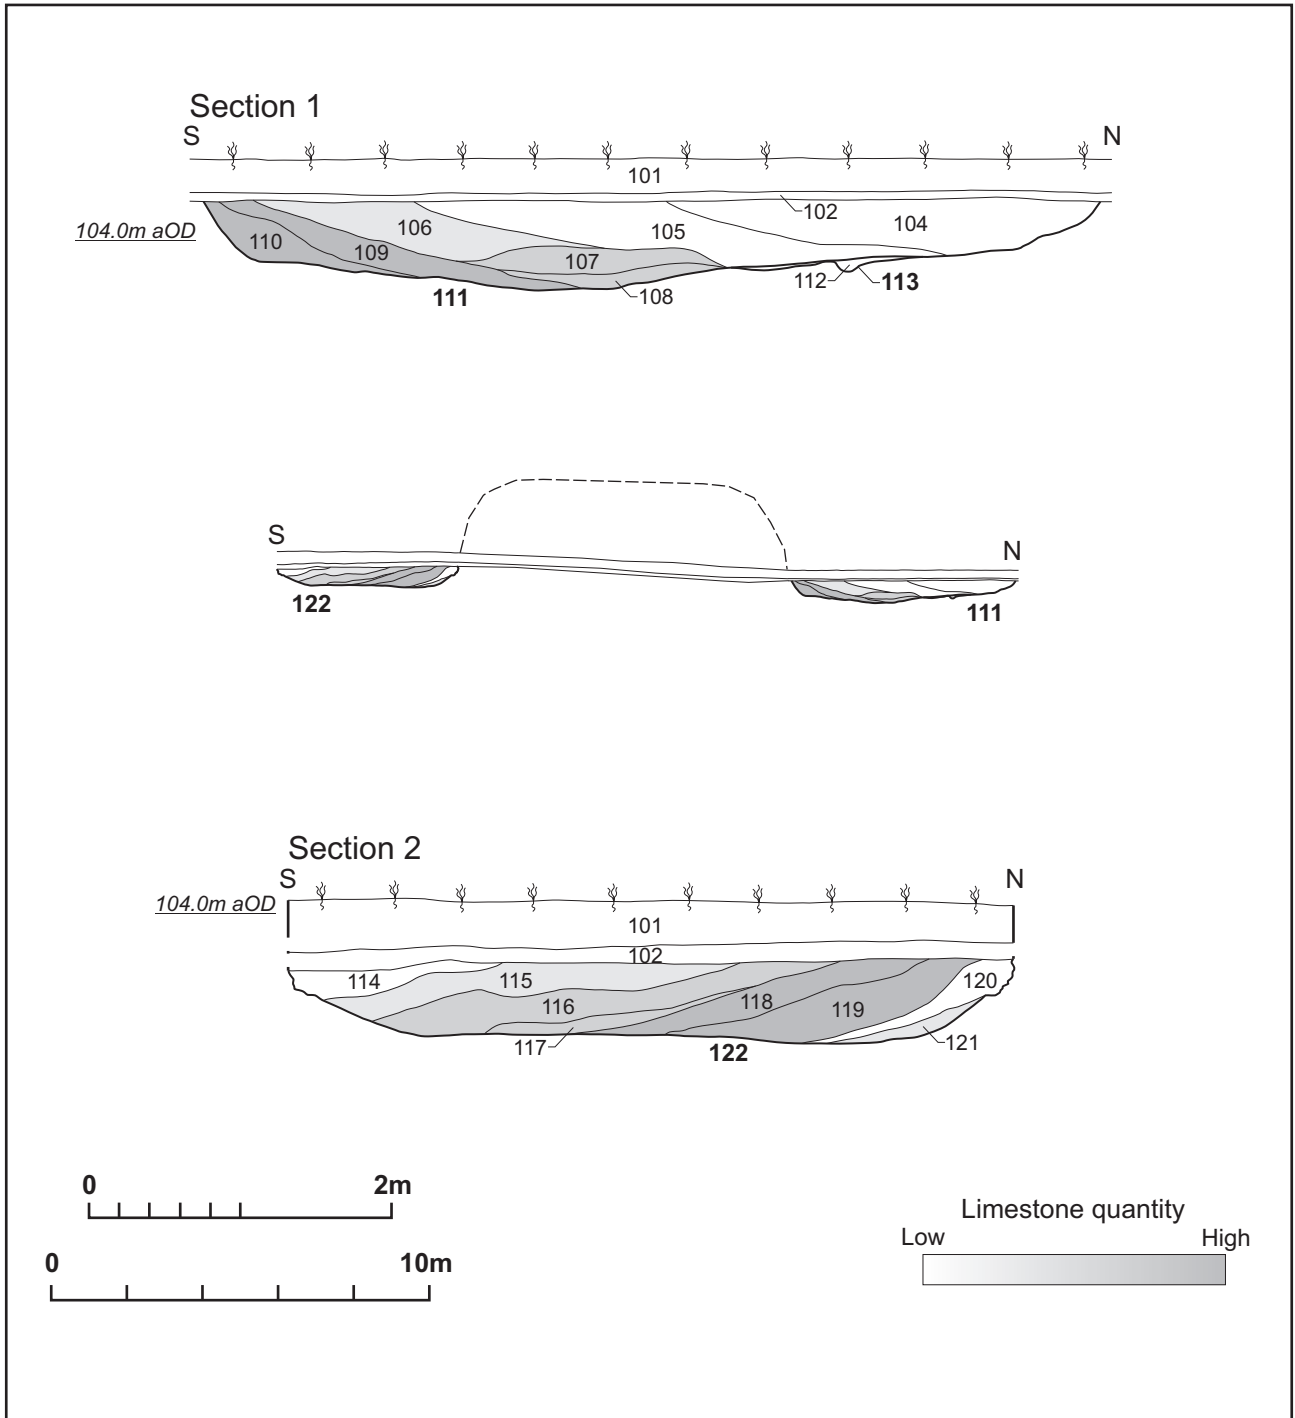 Section 1
S N
101
102
104.0m aOD
106 105 104
110 109 107
112 113
111 108
S N
122 111
Section 2
S N
104.0m aOD
101
102
114 115 120
116 118 119
117 122 121
0 2m
0 10m
Limestone quantity
Low High